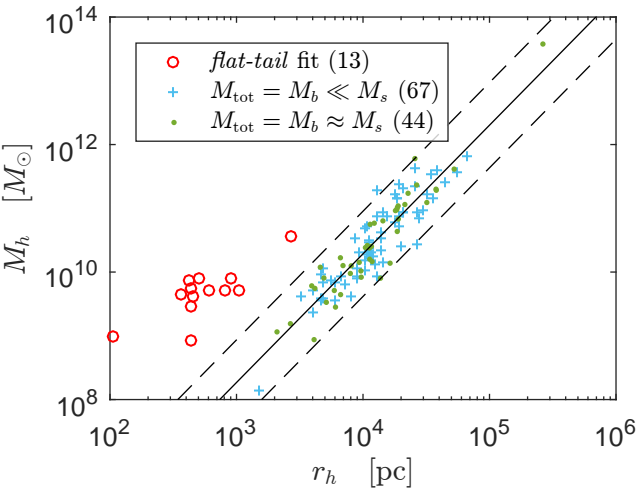 10^14
10^12
10^10
10^8
M_h [M_⊙]
flat-tail fit (13)
M_tot = M_b ≪ M_s (67)
M_tot = M_b ≈ M_s (44)
10^2 10^3 10^4 10^5 10^6
r_h [pc]